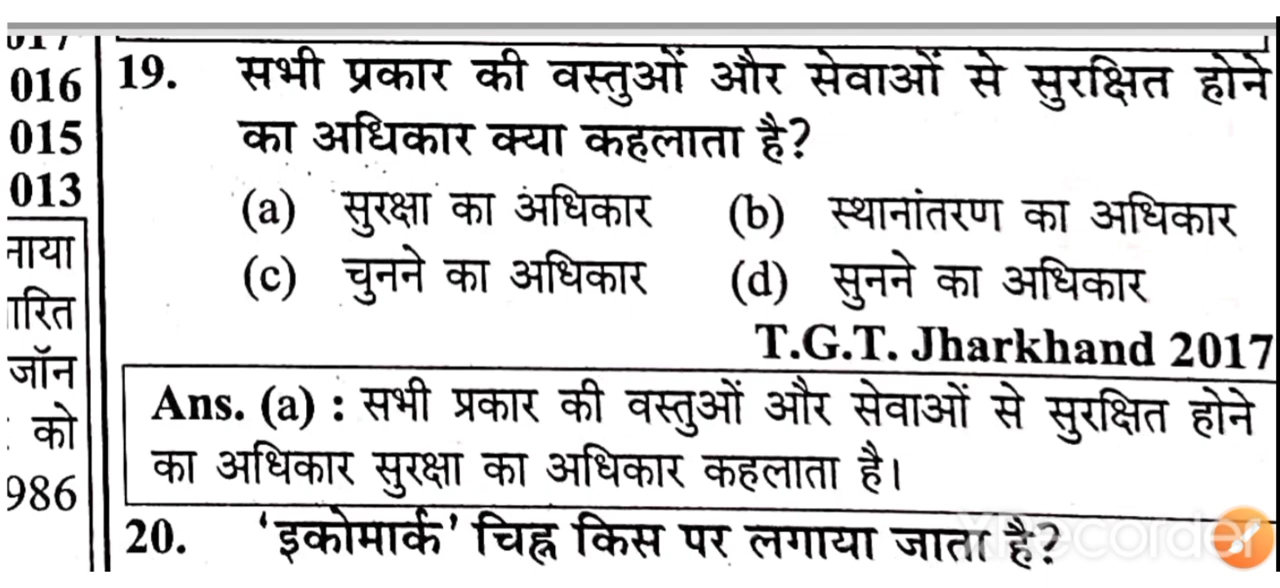 016
015
013
नाया
ारित
जॉन
को
986
19. सभी प्रकार की वस्तुओं और सेवाओं से सुरक्षित होने
का अधिकार क्या कहलाता है?
(a) सुरक्षा का अधिकार (b) स्थानांतरण का अधिकार
(c) चुनने का अधिकार (d) सुनने का अधिकार
T.G.T. Jharkhand 2017
Ans. (a) : सभी प्रकार की वस्तुओं और सेवाओं से सुरक्षित होने
का अधिकार सुरक्षा का अधिकार कहलाता है।
20. 'इकोमार्क' चिह्न किस पर लगाया जाता है?
XRecorder